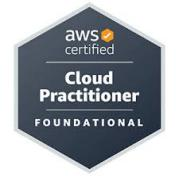 aws
certified
Cloud
Practitioner
FOUNDATIONAL